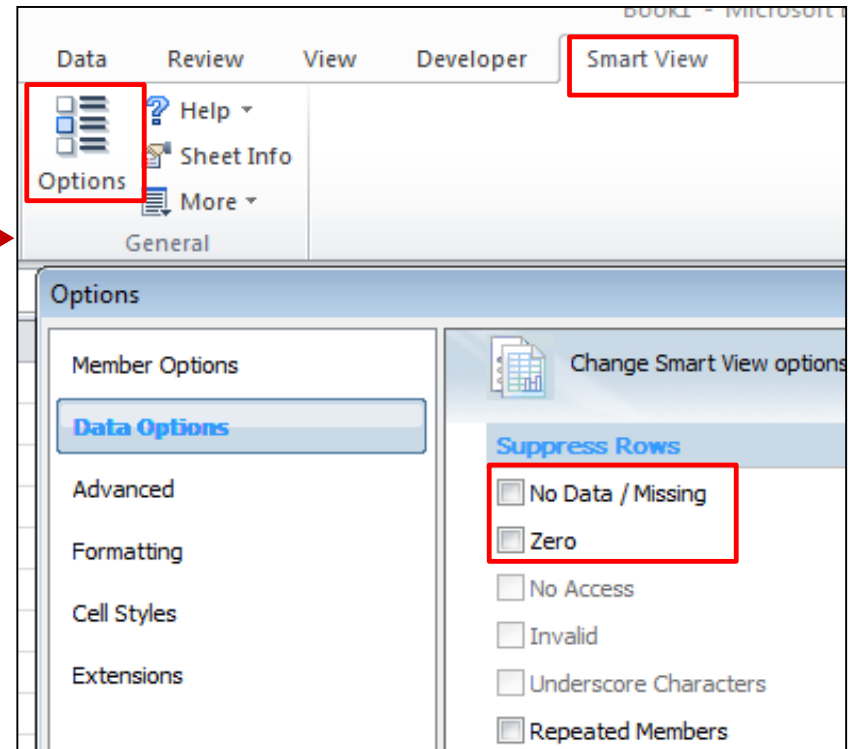 Book1 - Microsoft
Data Review View Developer Smart View
Help
Sheet Info
Options
More
General
Options
Member Options
Change Smart View options
Data Options
Suppress Rows
Advanced
No Data / Missing
Zero
Formatting
No Access
Cell Styles
Invalid
Extensions
Underscore Characters
Repeated Members